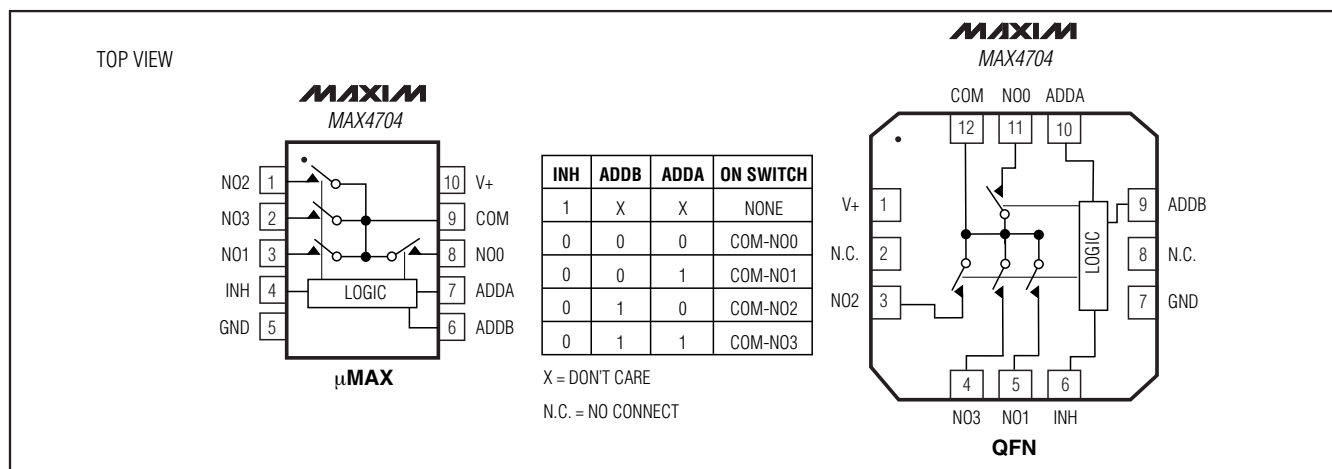 TOP VIEW
MAXIM
MAX4704
NO2 1
NO3 2
NO1 3
INH 4
GND 5
10 V+
9 COM
8 NO0
7 ADDA
6 ADDB
LOGIC
µMAX
INH ADDB ADDA ON SWITCH
1 X X NONE
0 0 0 COM-NO0
0 0 1 COM-NO1
0 1 0 COM-NO2
0 1 1 COM-NO3
X = DON'T CARE
N.C. = NO CONNECT
MAXIM
MAX4704
COM NO0 ADDA
12 11 10
V+ 1
N.C. 2
NO2 3
LOGIC
9 ADDB
8 N.C.
7 GND
4 5 6
NO3 NO1 INH
QFN